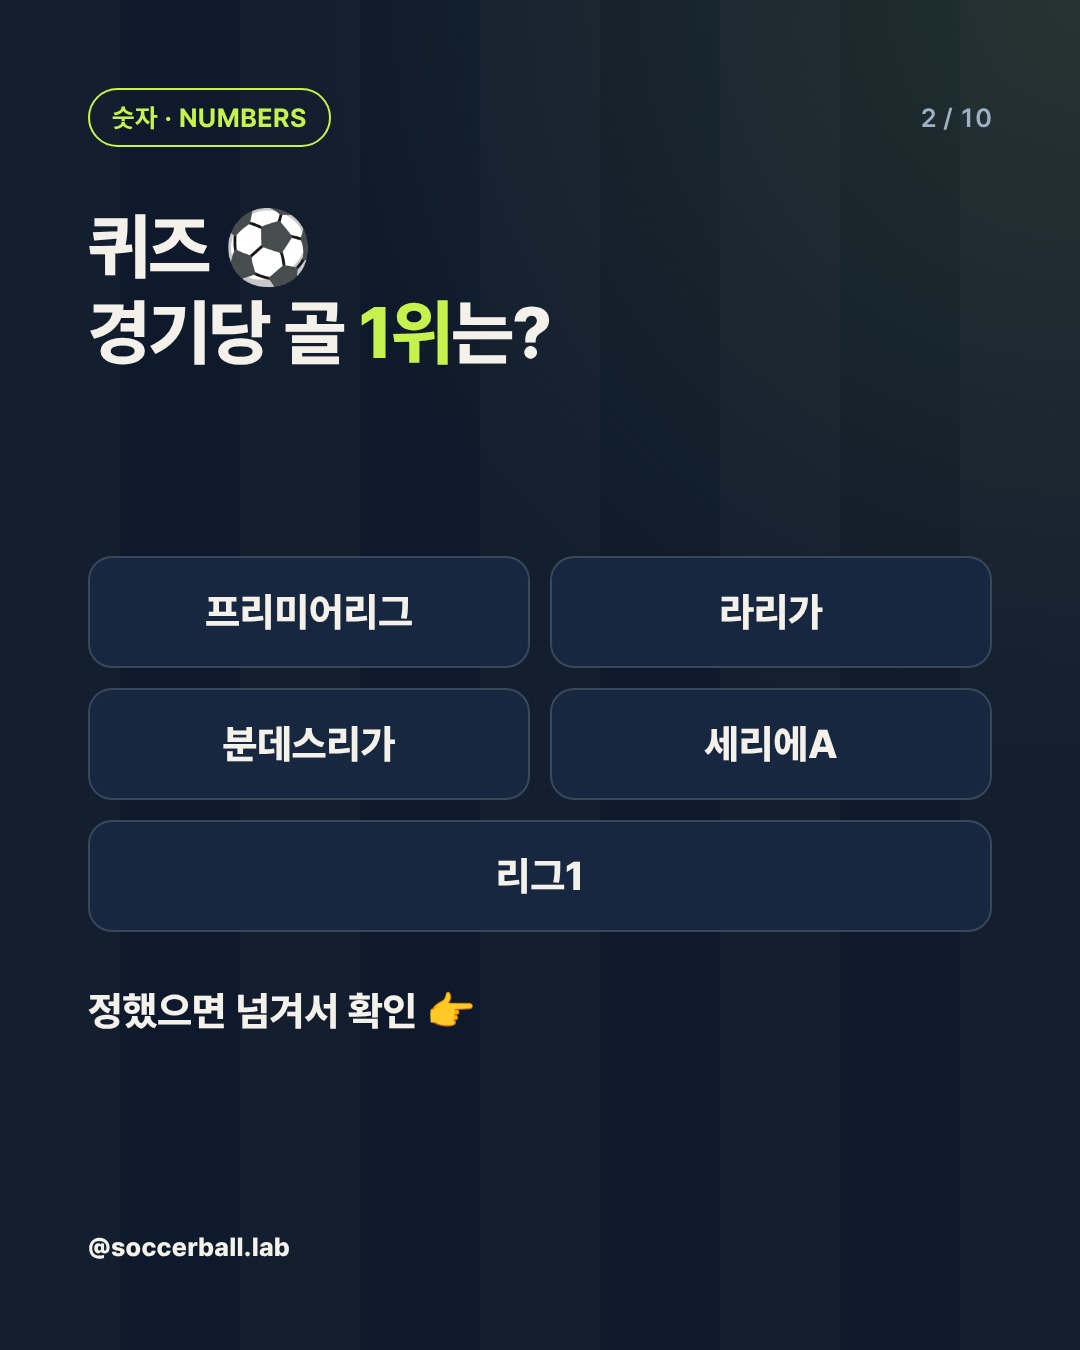 숫자 · NUMBERS
2 / 10
퀴즈 ⚽
경기당 골 1위는?
프리미어리그
라리가
분데스리가
세리에A
리그1
정했으면 넘겨서 확인 👉
@soccerball.lab